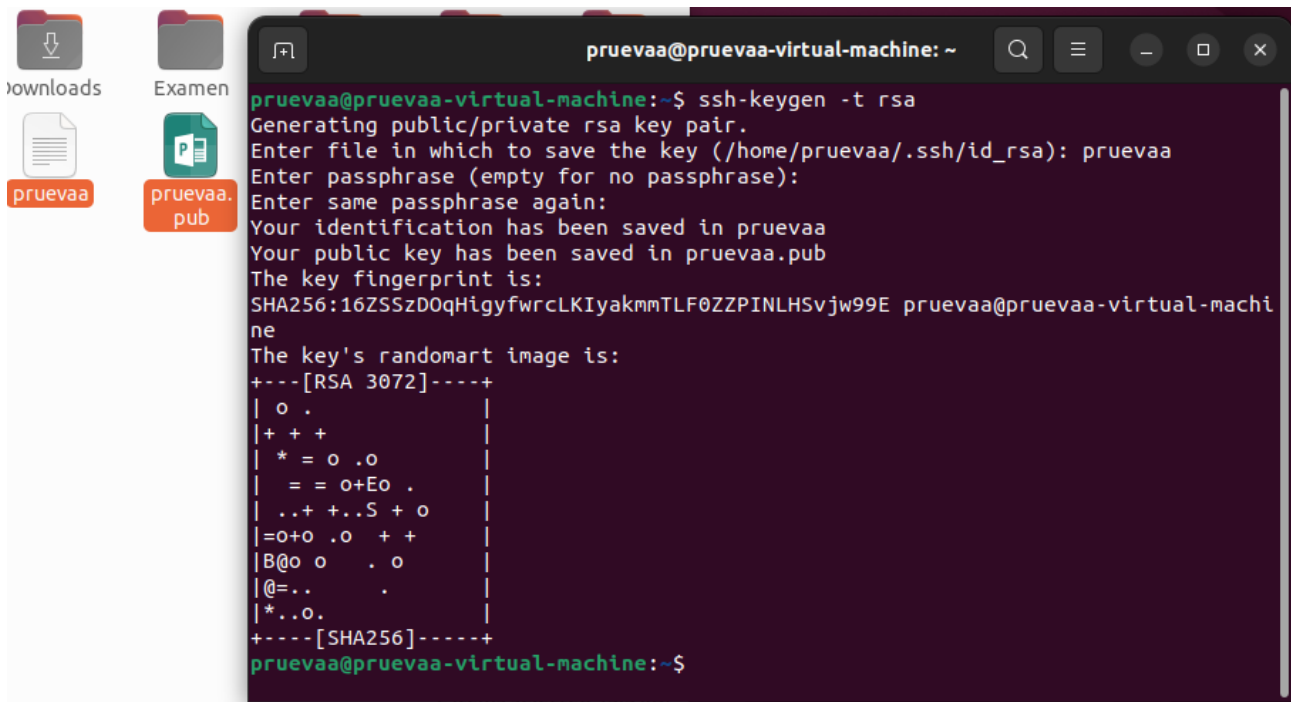 Downloads
Examen
pruevaa
pruevaa.
pub
P
pruevaa@pruevaa-virtual-machine: ~
pruevaa@pruevaa-virtual-machine:~$ ssh-keygen -t rsa
Generating public/private rsa key pair.
Enter file in which to save the key (/home/pruevaa/.ssh/id_rsa): pruevaa
Enter passphrase (empty for no passphrase):
Enter same passphrase again:
Your identification has been saved in pruevaa
Your public key has been saved in pruevaa.pub
The key fingerprint is:
SHA256:16ZSSzDOqHigyfwrcLKIyakmmTLF0ZZPINLHSvjw99E pruevaa@pruevaa-virtual-machi
ne
The key's randomart image is:
+---[RSA 3072]----+
| o .             |
|+ + +            |
| * = o .o        |
|  = = o+Eo .     |
| ..+ +..S + o    |
|=o+o .o  + +     |
|B@o o   . o      |
|@=..     .       |
|*..o.            |
+----[SHA256]-----+
pruevaa@pruevaa-virtual-machine:~$